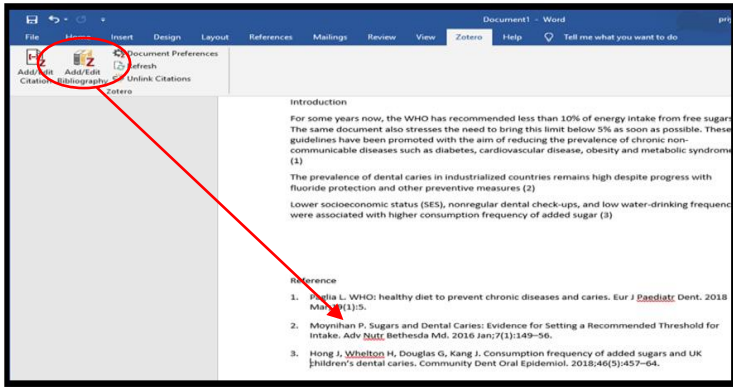 Document1 - Word
File Home Insert Design Layout References Mailings Review View Zotero Help Tell me what you want to do
Add/Edit Citation
Add/Edit Bibliography
Document Preferences
Refresh
Unlink Citations
Zotero
Introduction
For some years now, the WHO has recommended less than 10% of energy intake from free sugars
The same document also stresses the need to bring this limit below 5% as soon as possible. These
guidelines have been promoted with the aim of reducing the prevalence of chronic non-
communicable diseases such as diabetes, cardiovascular disease, obesity and metabolic syndrome
(1)
The prevalence of dental caries in industrialized countries remains high despite progress with
fluoride protection and other preventive measures (2)
Lower socioeconomic status (SES), nonregular dental check-ups, and low water-drinking frequenc
were associated with higher consumption frequency of added sugar (3)
Reference
1. Paglia L. WHO: healthy diet to prevent chronic diseases and caries. Eur J Paediatr Dent. 2018
Mar;19(1):5.
2. Moynihan P. Sugars and Dental Caries: Evidence for Setting a Recommended Threshold for
Intake. Adv Nutr Bethesda Md. 2016 Jan;7(1):149–56.
3. Hong J, Whelton H, Douglas G, Kang J. Consumption frequency of added sugars and UK
children's dental caries. Community Dent Oral Epidemiol. 2018;46(5):457–64.